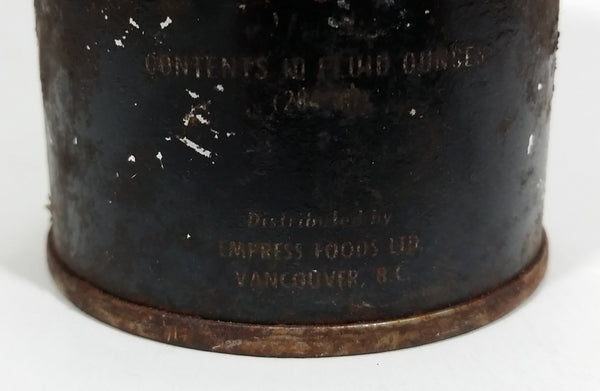 CONTENTS 10 FLUID OUNCES
Distributed by
EMPRESS FOODS LTD.
VANCOUVER, B.C.